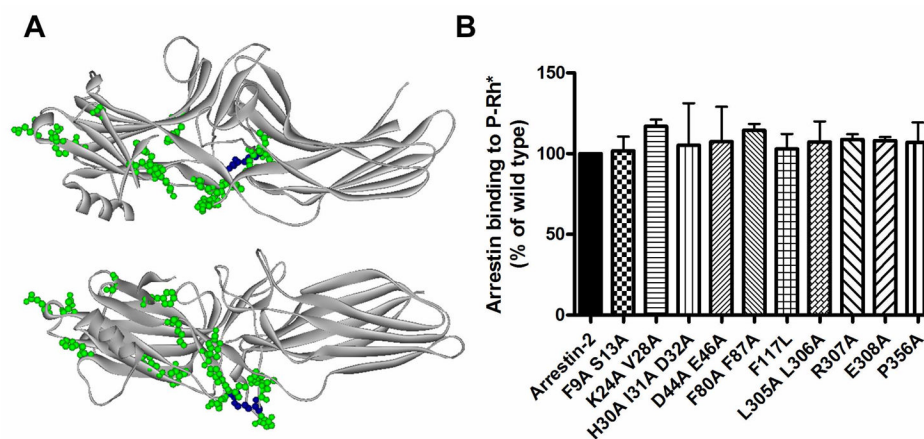 A
B
Arrestin binding to P-Rh*
(% of wild type)
150
100
50
0
Arrestin-2
F9A S13A
K24A V28A
H30A I31A D32A
D44A E46A
F80A F87A
F117L
L305A L306A
R307A
E308A
P356A